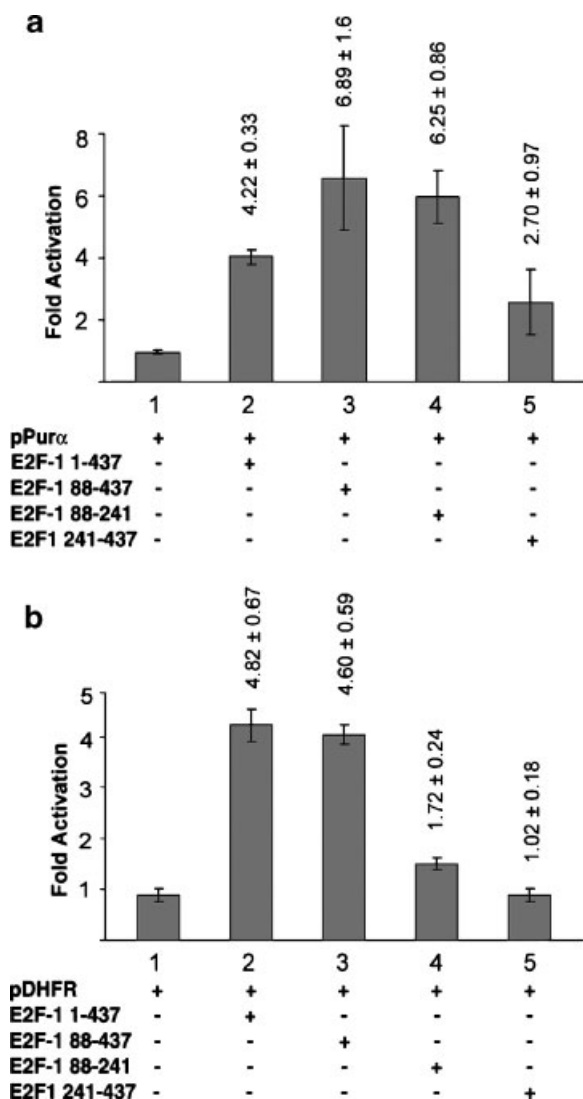 a
4.22 ± 0.33
6.89 ± 1.6
6.25 ± 0.86
2.70 ± 0.97
Fold Activation
8
6
4
2
1 2 3 4 5
pPurα + + + + +
E2F-1 1-437 - + - - -
E2F-1 88-437 - - + - -
E2F-1 88-241 - - - + -
E2F1 241-437 - - - - +
b
4.82 ± 0.67
4.60 ± 0.59
1.72 ± 0.24
1.02 ± 0.18
Fold Activation
5
4
3
2
1
1 2 3 4 5
pDHFR + + + + +
E2F-1 1-437 - + - - -
E2F-1 88-437 - - + - -
E2F-1 88-241 - - - + -
E2F1 241-437 - - - - +